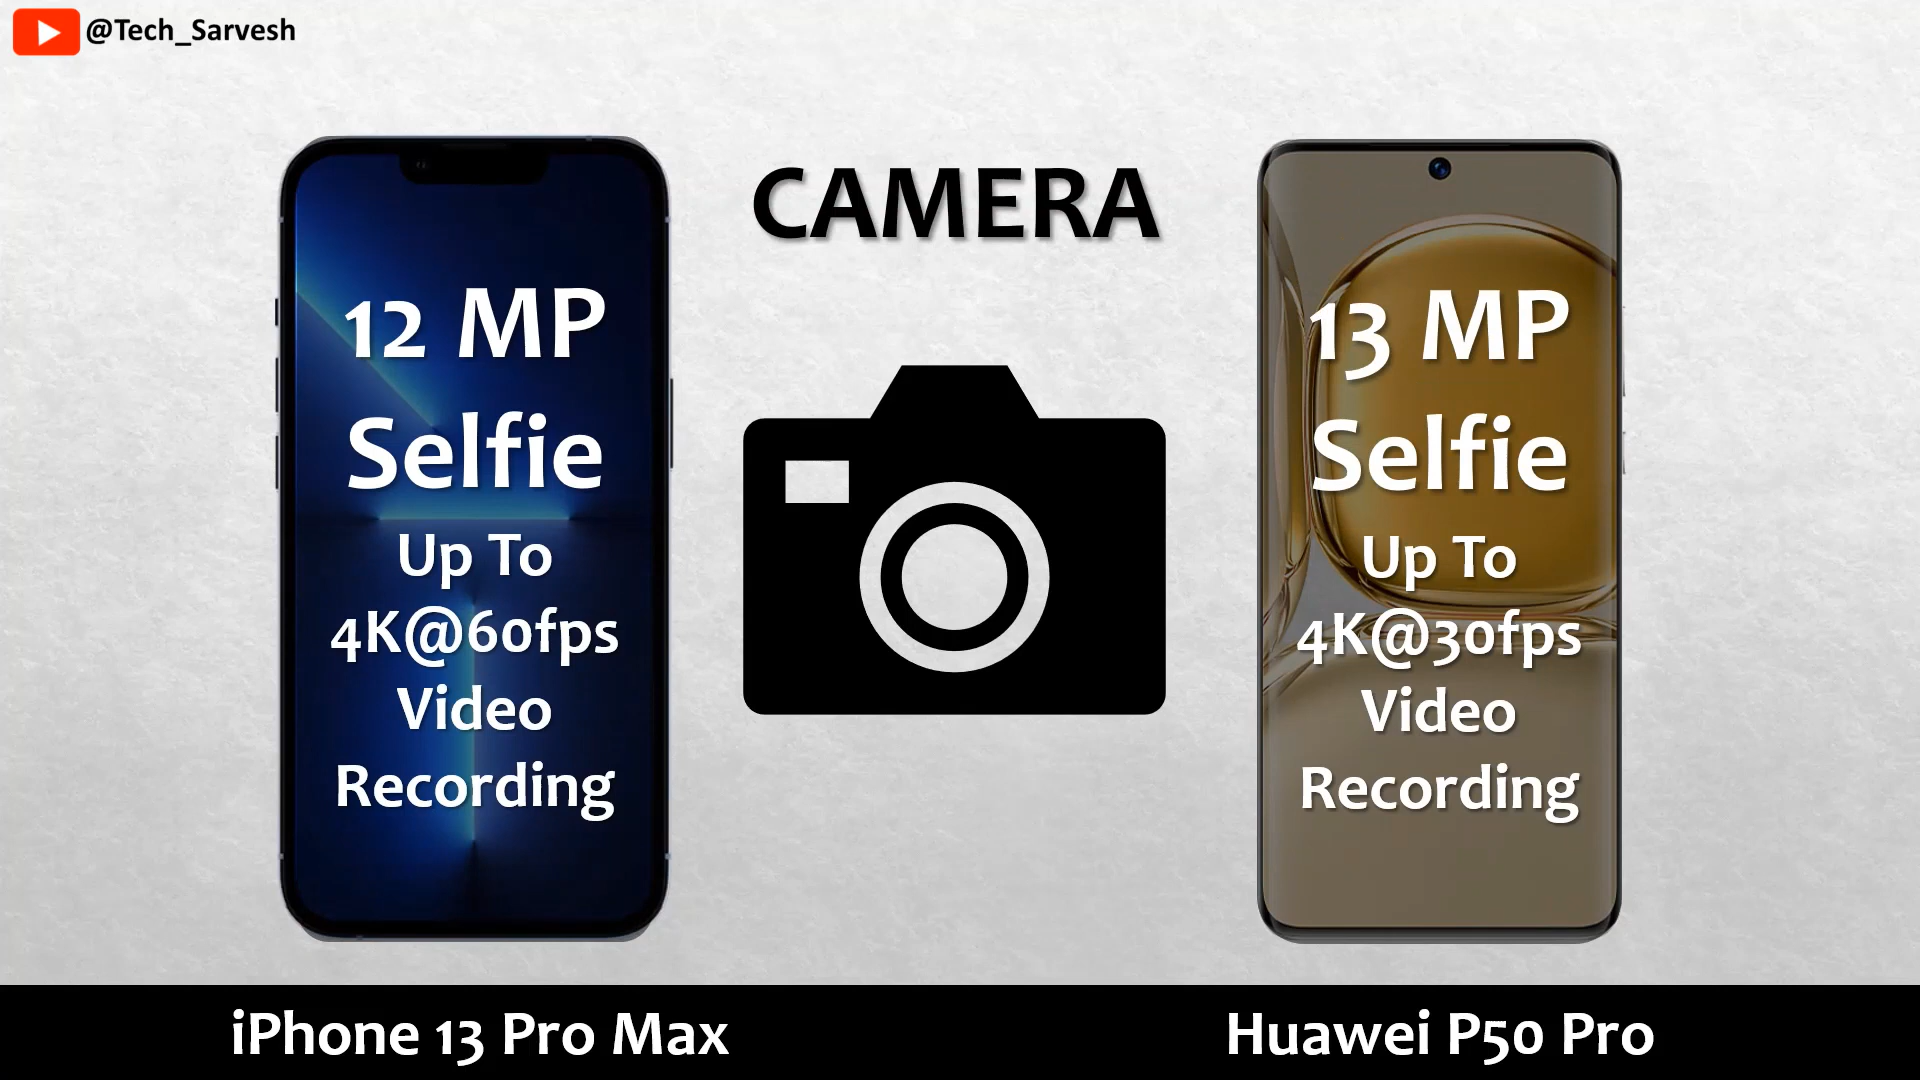 @Tech_Sarvesh
CAMERA
12 MP
Selfie
Up To
4K@60fps
Video
Recording
13 MP
Selfie
Up To
4K@30fps
Video
Recording
iPhone 13 Pro Max
Huawei P50 Pro